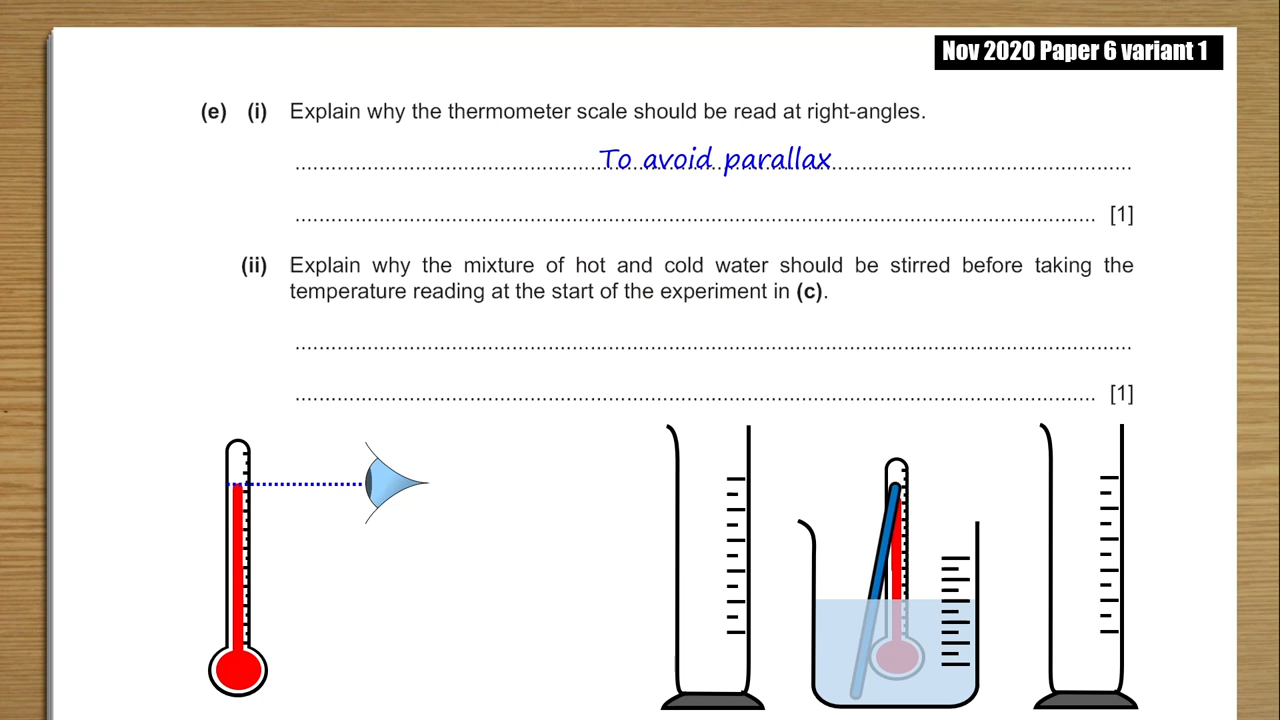 Nov 2020 Paper 6 variant 1
(e) (i) Explain why the thermometer scale should be read at right-angles.
To avoid parallax
[1]
(ii) Explain why the mixture of hot and cold water should be stirred before taking the
temperature reading at the start of the experiment in (c).
[1]